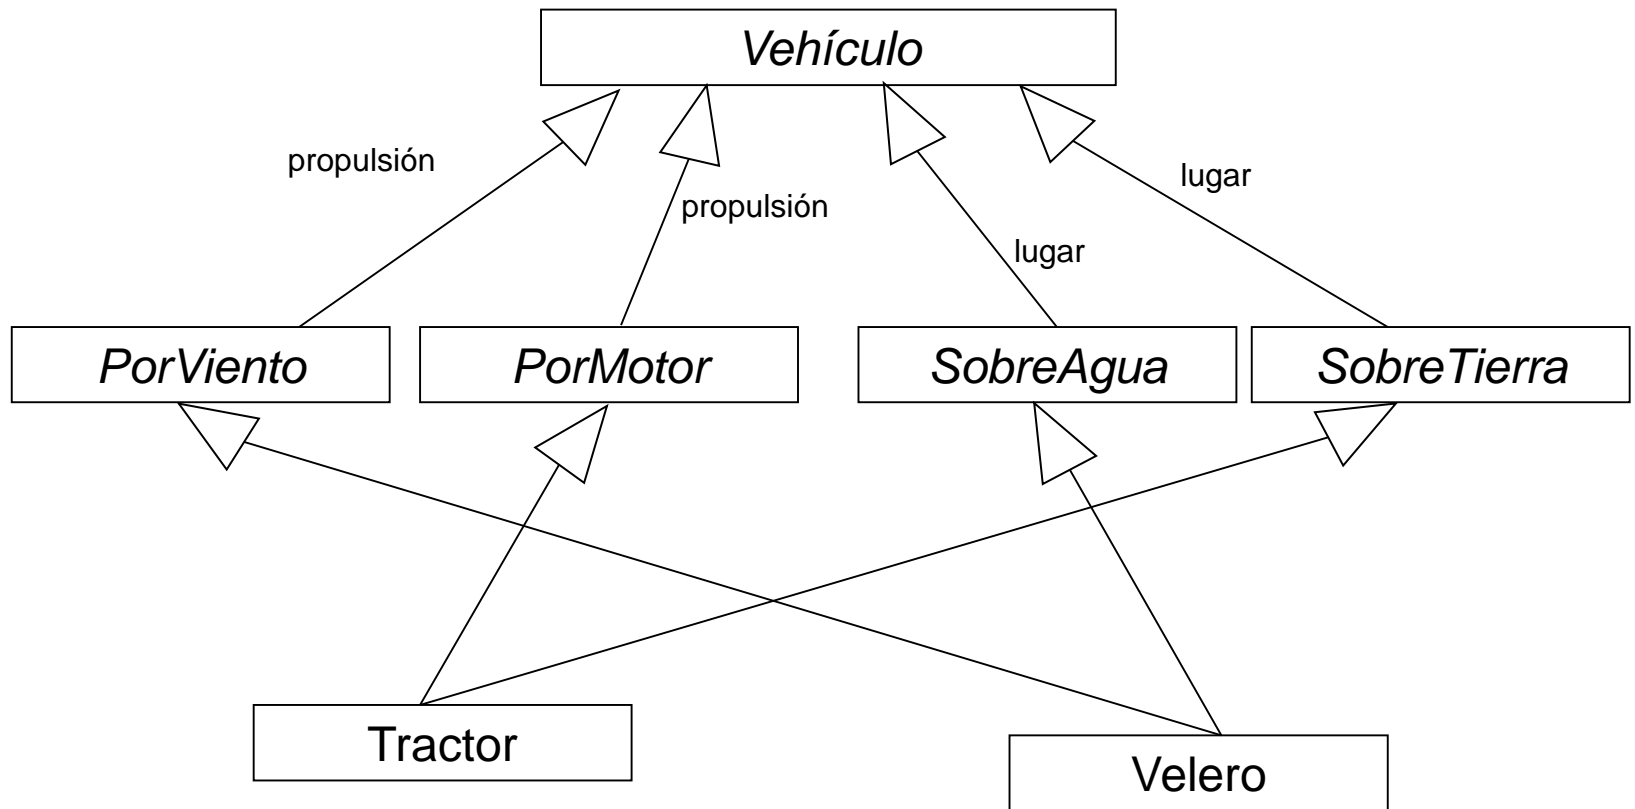 Vehículo
propulsión
propulsión
lugar
lugar
PorViento
PorMotor
SobreAgua
SobreTierra
Tractor
Velero